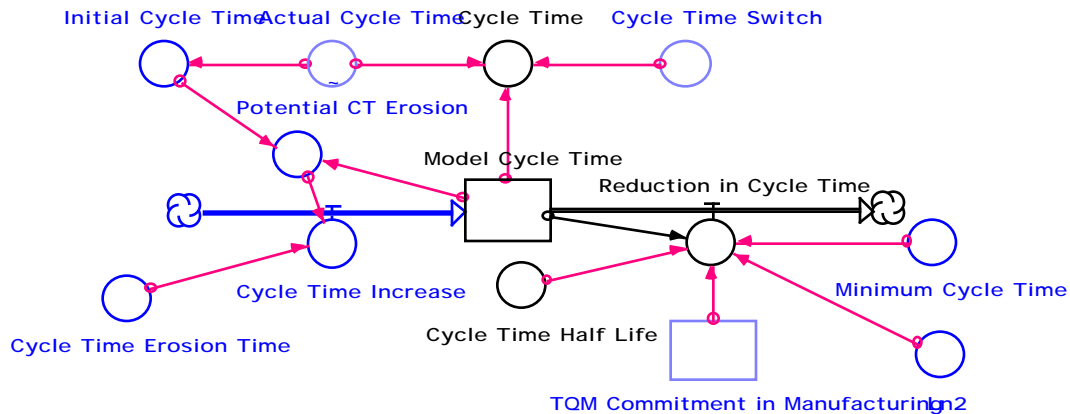 Initial Cycle Time
Actual Cycle Time
Cycle Time
Cycle Time Switch
~
Potential CT Erosion
Model Cycle Time
Reduction in Cycle Time
Cycle Time Increase
Minimum Cycle Time
Cycle Time Erosion Time
Cycle Time Half Life
TQM Commitment in Manufacturing
Ln2